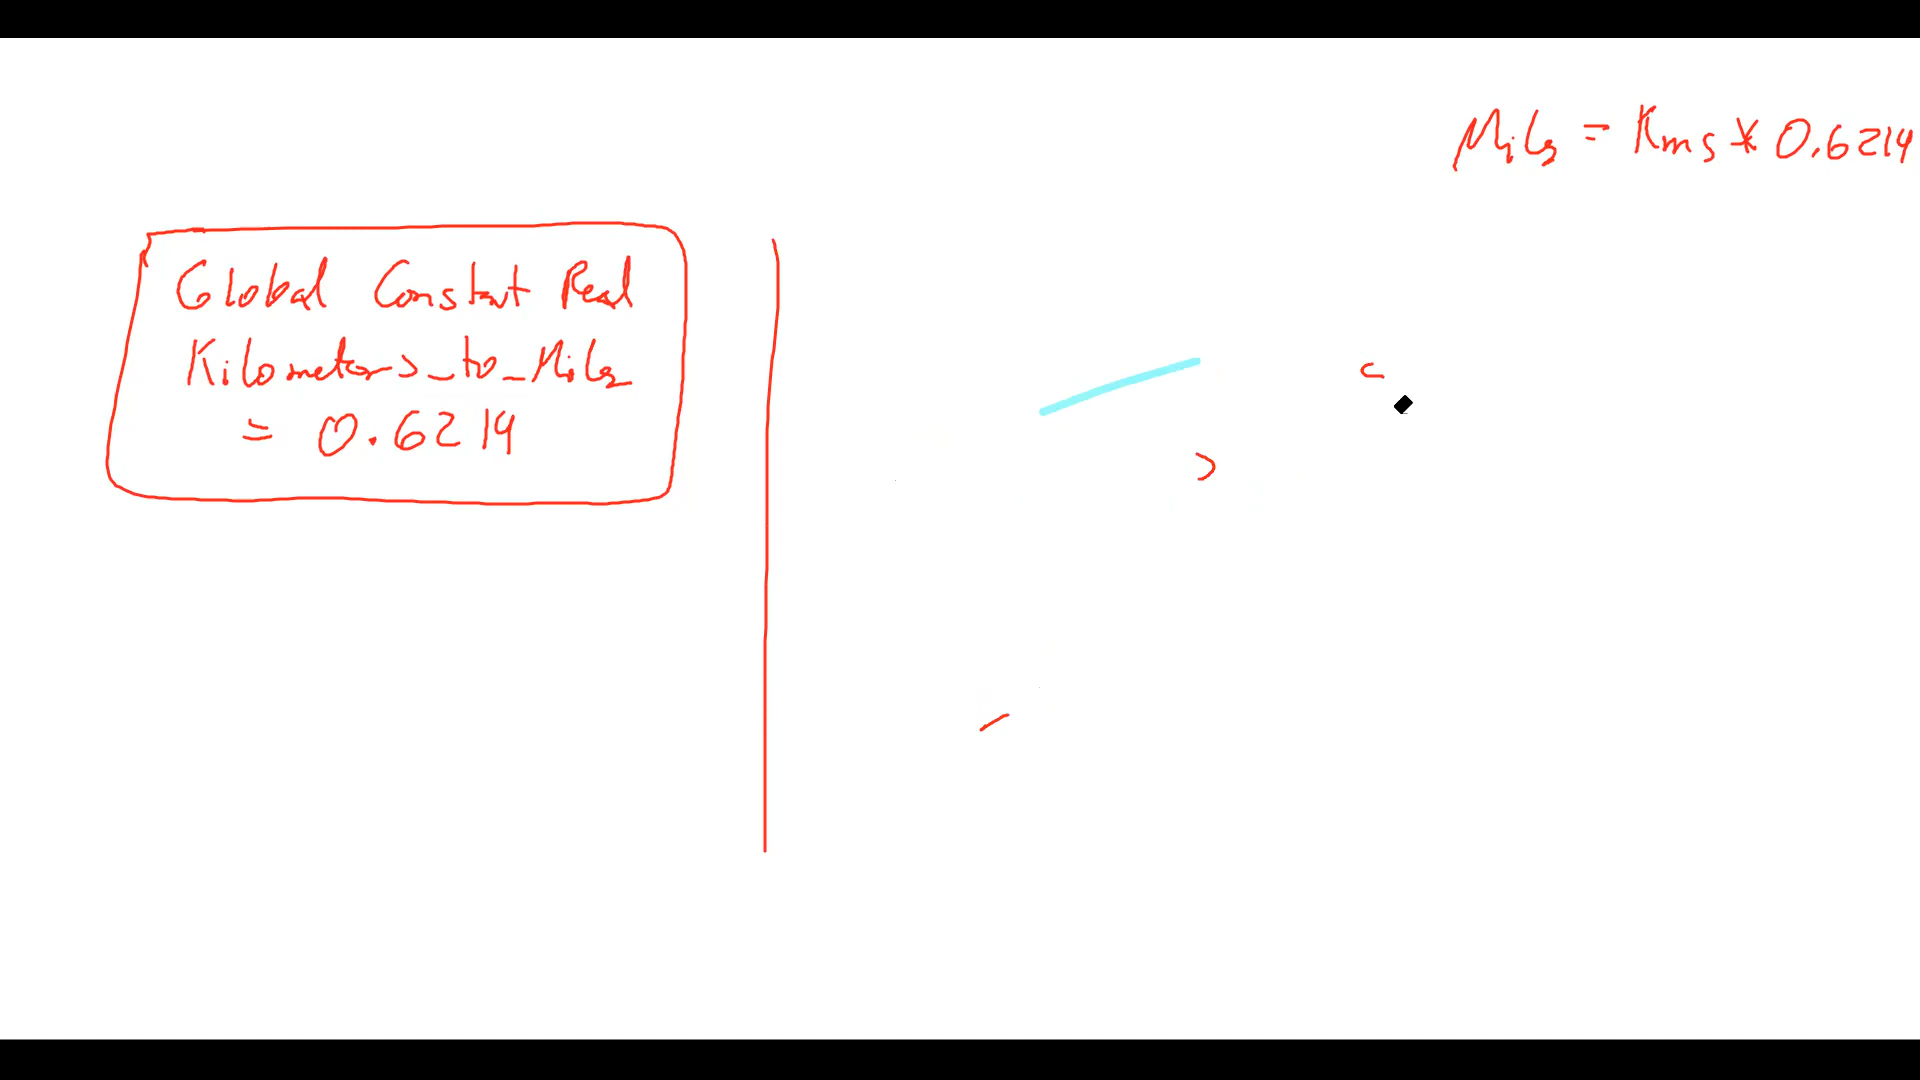 Miles = Kms * 0.6214
Global Constant Real
Kilometers_to_Miles
= 0.6214